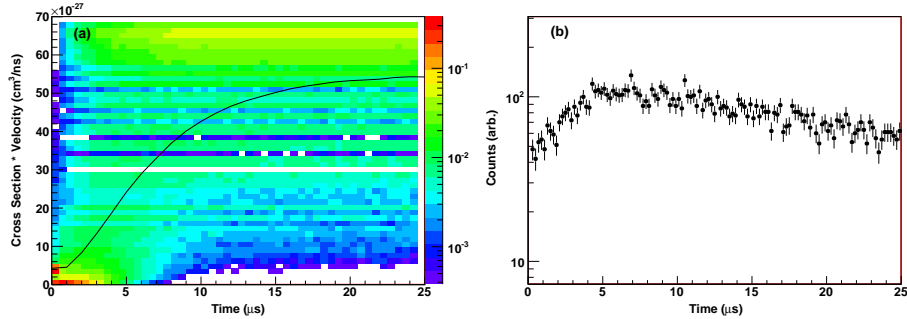 (a)
×10⁻²⁷
Cross Section * Velocity (cm³/ns)
70
60
50
40
30
20
10
0
0 5 10 15 20 25
Time (μs)
10⁻¹
10⁻²
10⁻³
(b)
Counts (arb.)
10²
10
0 5 10 15 20 25
Time (μs)